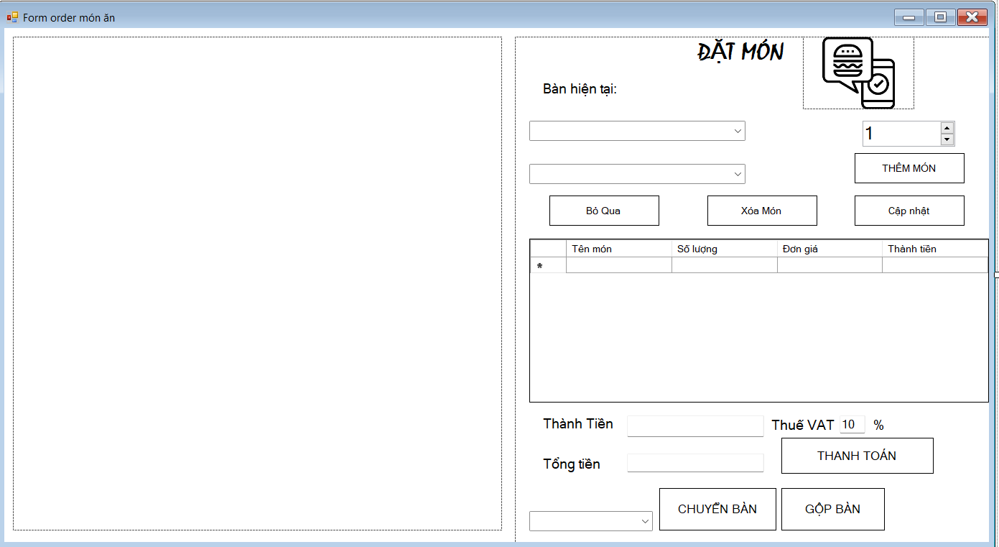 Form order món ăn
ĐẶT MÓN
Bàn hiện tại:
1
THÊM MÓN
Bỏ Qua
Xóa Món
Cập nhật
Tên món
Số lượng
Đơn giá
Thành tiền
*
Thành Tiền
Thuế VAT 10 %
THANH TOÁN
Tổng tiền
CHUYỂN BÀN
GỘP BÀN